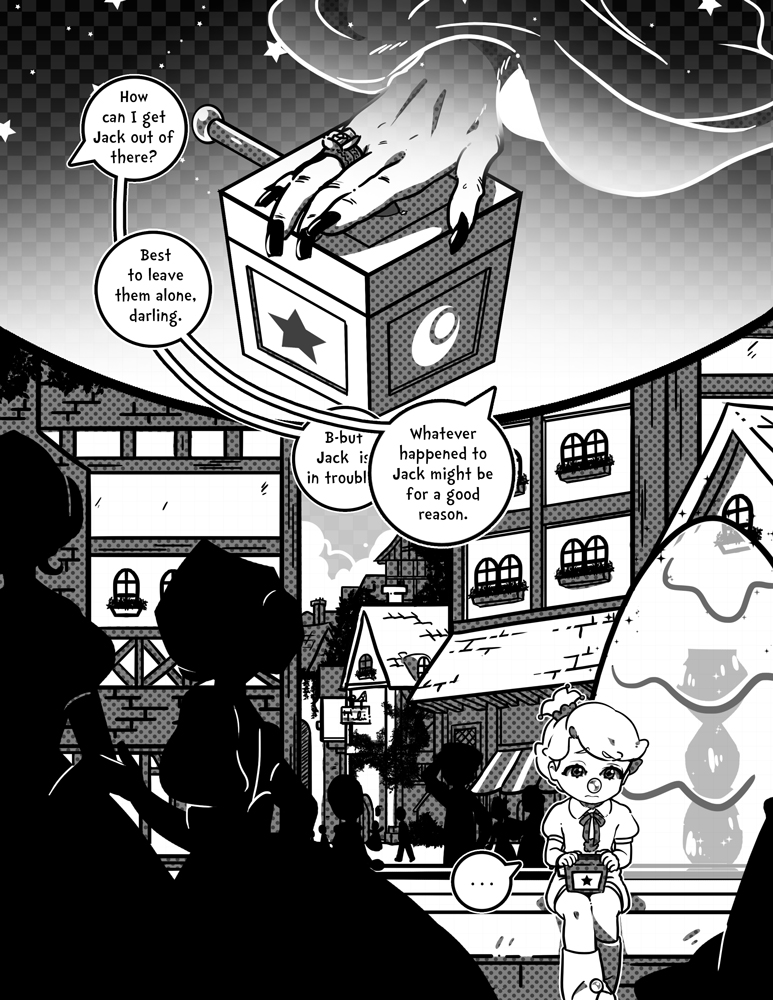 How
can I get
Jack out of
there?
Best
to leave
them alone,
darling.
B-but
Jack is
in troubl
Whatever
happened to
Jack might be
for a good
reason.
...